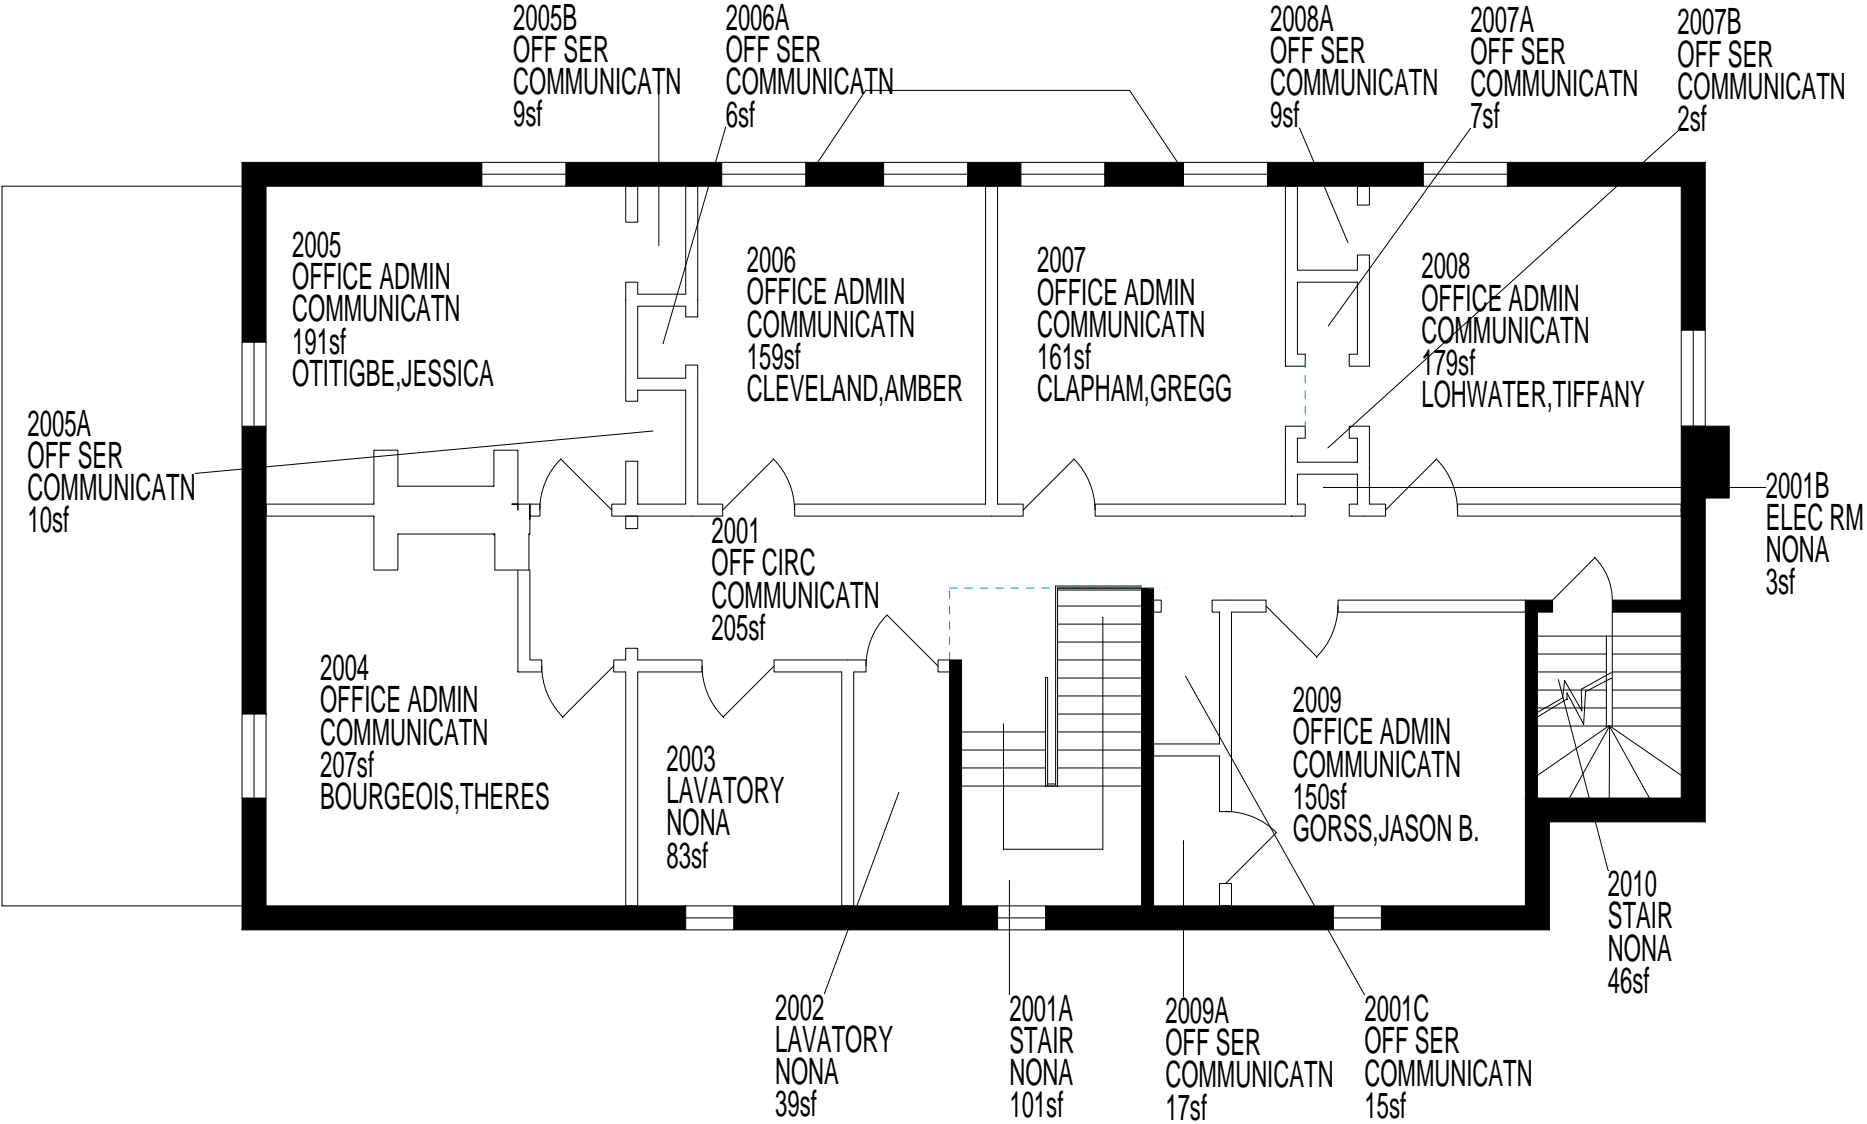 2005B
OFF SER
COMMUNICATN
9sf
2006A
OFF SER
COMMUNICATN
6sf
2008A
OFF SER
COMMUNICATN
9sf
2007A
OFF SER
COMMUNICATN
7sf
2007B
OFF SER
COMMUNICATN
2sf
2005
OFFICE ADMIN
COMMUNICATN
191sf
OTITIGBE,JESSICA
2006
OFFICE ADMIN
COMMUNICATN
159sf
CLEVELAND,AMBER
2007
OFFICE ADMIN
COMMUNICATN
161sf
CLAPHAM,GREGG
2008
OFFICE ADMIN
COMMUNICATN
179sf
LOHWATER,TIFFANY
2005A
OFF SER
COMMUNICATN
10sf
2001B
ELEC RM
NONA
3sf
2001
OFF CIRC
COMMUNICATN
205sf
2004
OFFICE ADMIN
COMMUNICATN
207sf
BOURGEOIS,THERES
2003
LAVATORY
NONA
83sf
2009
OFFICE ADMIN
COMMUNICATN
150sf
GORSS,JASON B.
2010
STAIR
NONA
46sf
2002
LAVATORY
NONA
39sf
2001A
STAIR
NONA
101sf
2009A
OFF SER
COMMUNICATN
17sf
2001C
OFF SER
COMMUNICATN
15sf